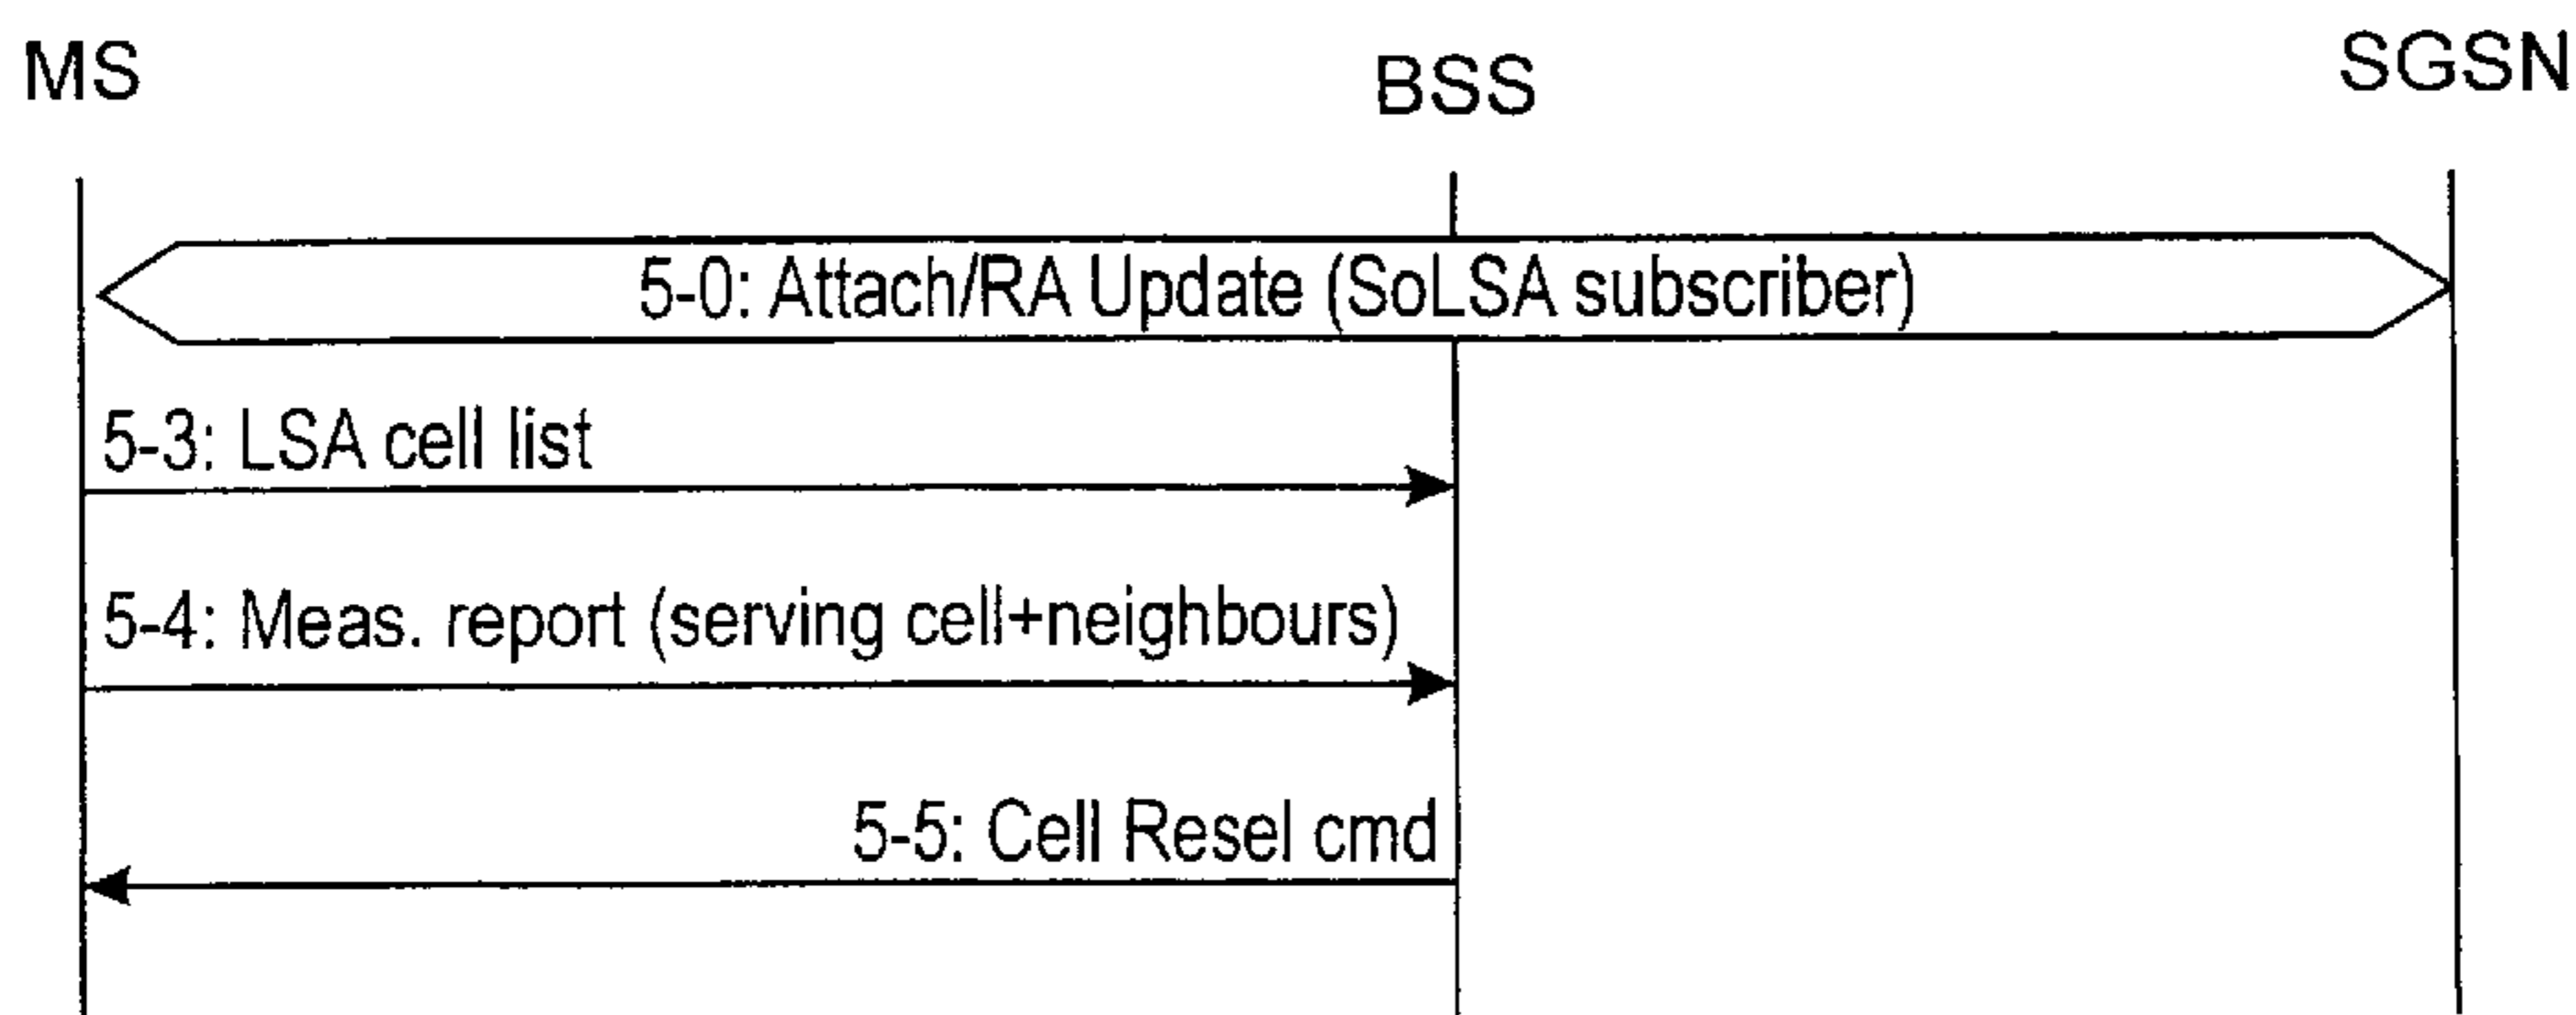 MS
BSS
SGSN
5-0: Attach/RA Update (SoLSA subscriber)
5-3: LSA cell list
5-4: Meas. report (serving cell+neighbours)
5-5: Cell Resel cmd